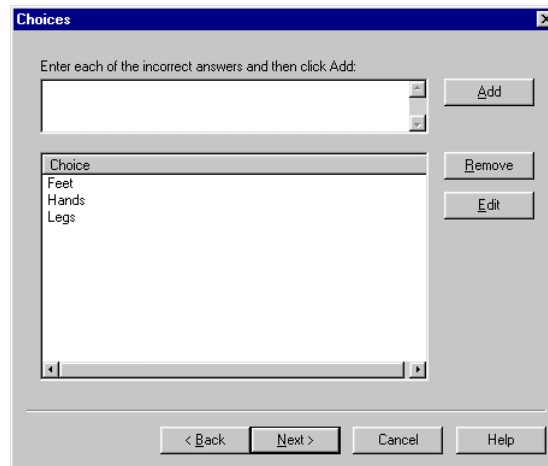 Choices
Enter each of the incorrect answers and then click Add:
Add
Choice
Feet
Hands
Legs
Remove
Edit
< Back
Next >
Cancel
Help